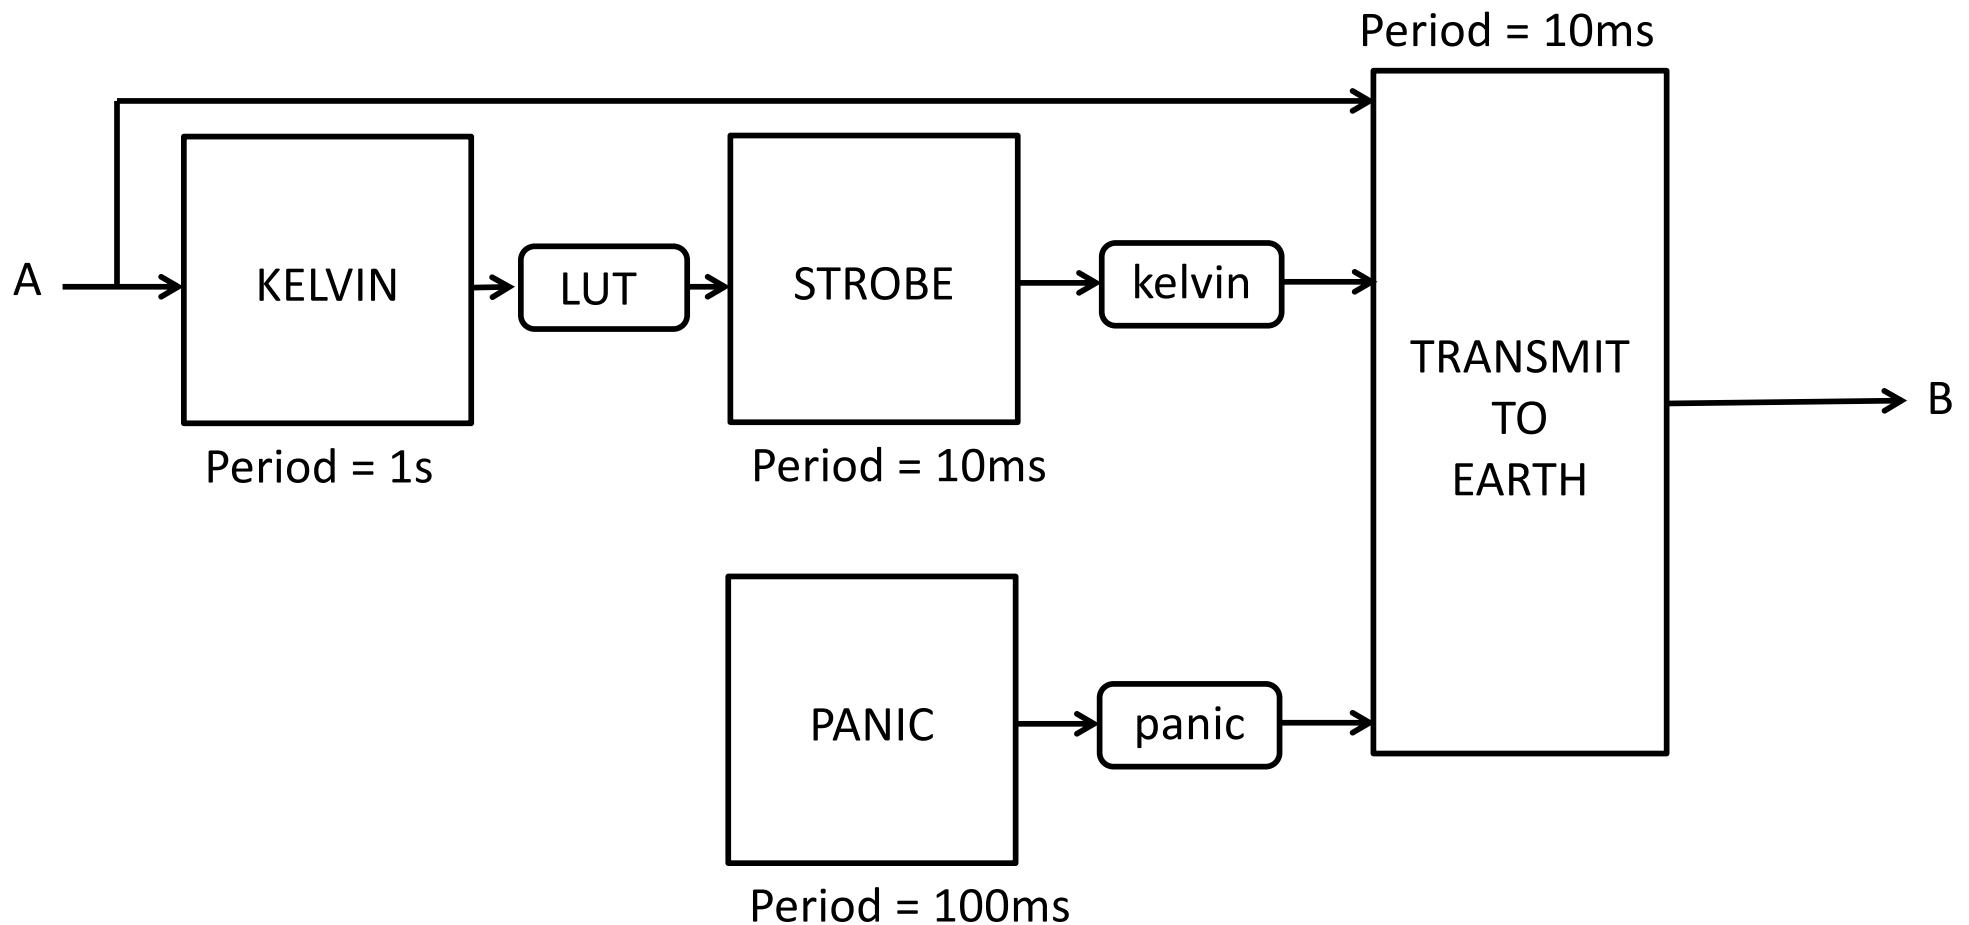 Period = 10ms
A
KELVIN
LUT
STROBE
kelvin
TRANSMIT
TO
EARTH
B
Period = 1s
Period = 10ms
PANIC
panic
Period = 100ms